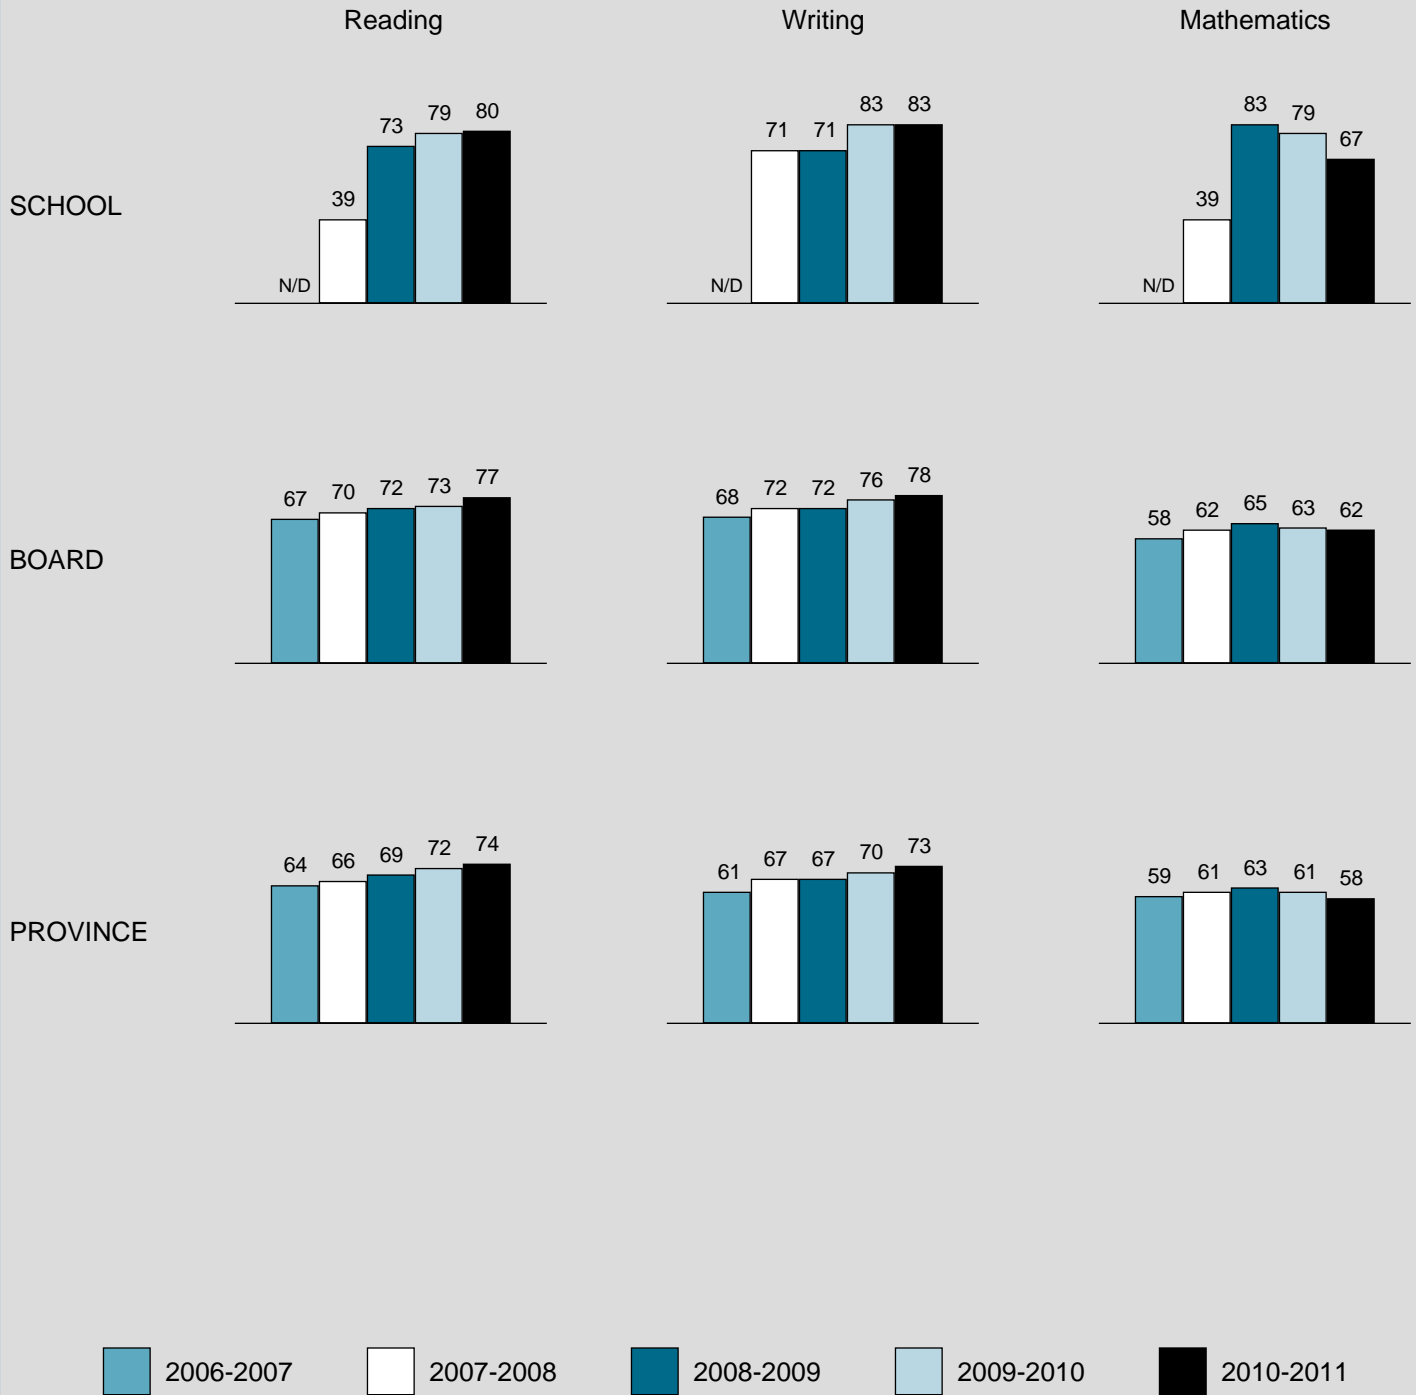 Reading Writing Mathematics
SCHOOL
N/D 39 73 79 80
N/D 71 71 83 83
N/D 39 83 79 67
BOARD
67 70 72 73 77
68 72 72 76 78
58 62 65 63 62
PROVINCE
64 66 69 72 74
61 67 67 70 73
59 61 63 61 58
2006-2007 2007-2008 2008-2009 2009-2010 2010-2011